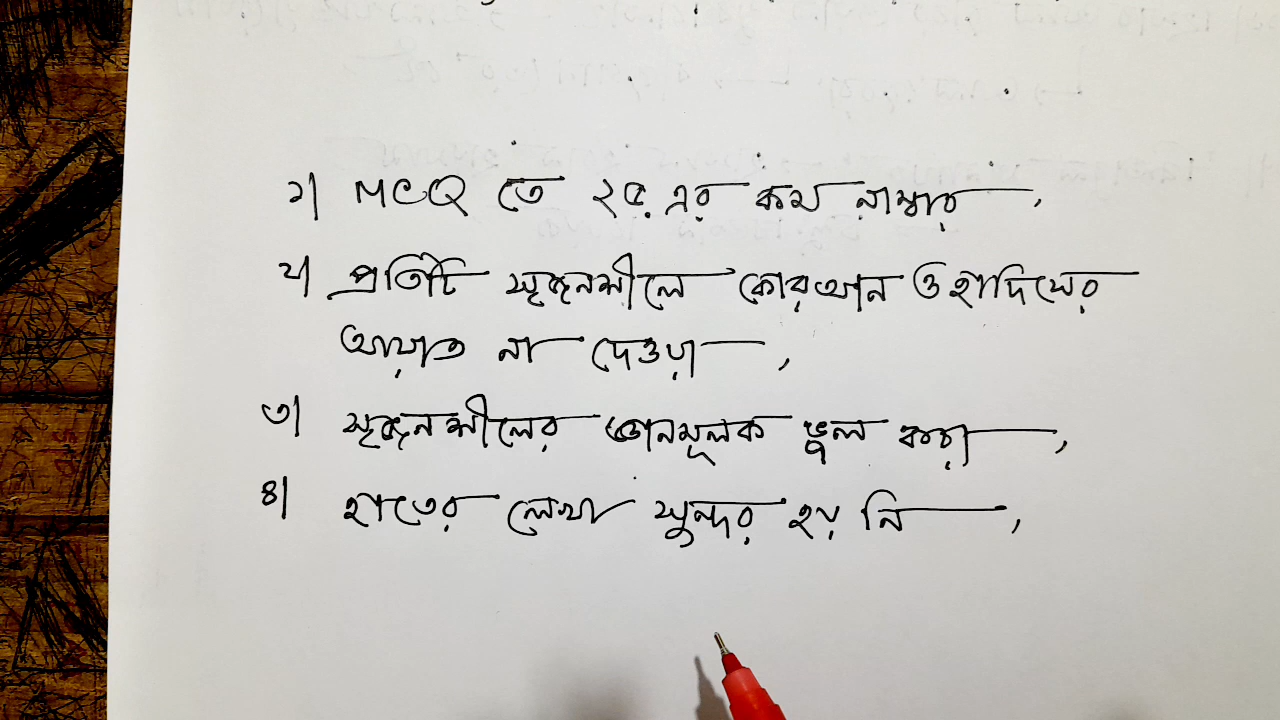 ১। MCQ তে ২৫ এর কম নাম্বার,
২। প্রতিটি সৃজনশীলে কোরআন ও হাদিসের
আয়াত না দেওয়া,
৩। সৃজনশীলের জ্ঞানমূলক ভুল করা,
৪। হাতের লেখা সুন্দর হয় নি,